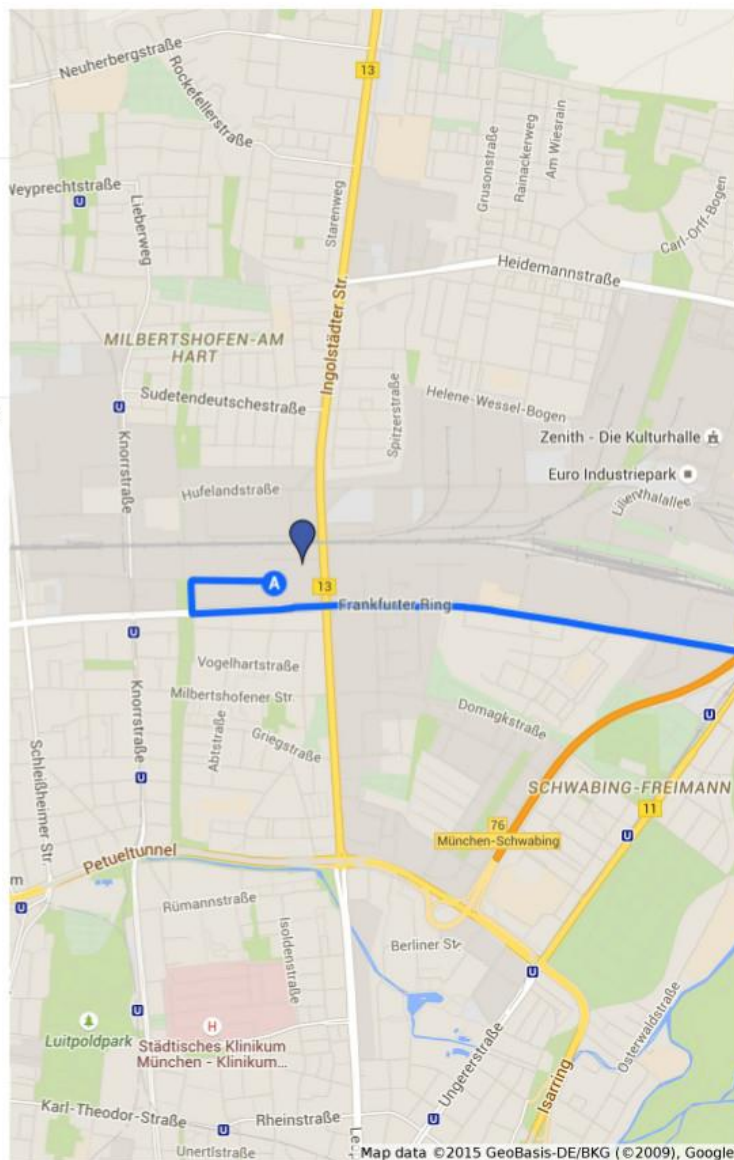 Neuherbergstraße
13
Rockefellerstraße
Weyprechtstraße
U
Lieberweg
Starenweg
Grusonstraße
Rainackerweg
Am Wiesrain
Carl-Orff-Bogen
Heidemannstraße
MILBERTSHOFEN-AM
HART
Ingolstädter Str.
Sudetendeutschestraße
U
Spitzerstraße
Helene-Wessel-Bogen
Knorrstraße
Zenith - Die Kulturhalle
Euro Industriepark
Hufelandstraße
Lilienthalallee
A
13
Frankfurter Ring
U
Vogelhartstraße
Milbertshofener Str.
Knorrstraße
Abtstraße
Griegstraße
Domagkstraße
U
Schleißheimer Str.
U
SCHWABING-FREIMANN
11
76
München-Schwabing
U
Petueltunnel
m
U
Rümannstraße
Isoldenstraße
Berliner St
U
Ungererstraße
Osterwaldstraße
U
H
Luitpoldpark
Städtisches Klinikum
München - Klinikum...
Isarring
Karl-Theodor-Straße
U
Rheinstraße
U
Unertlstraße
Le
Map data ©2015 GeoBasis-DE/BKG (©2009), Google